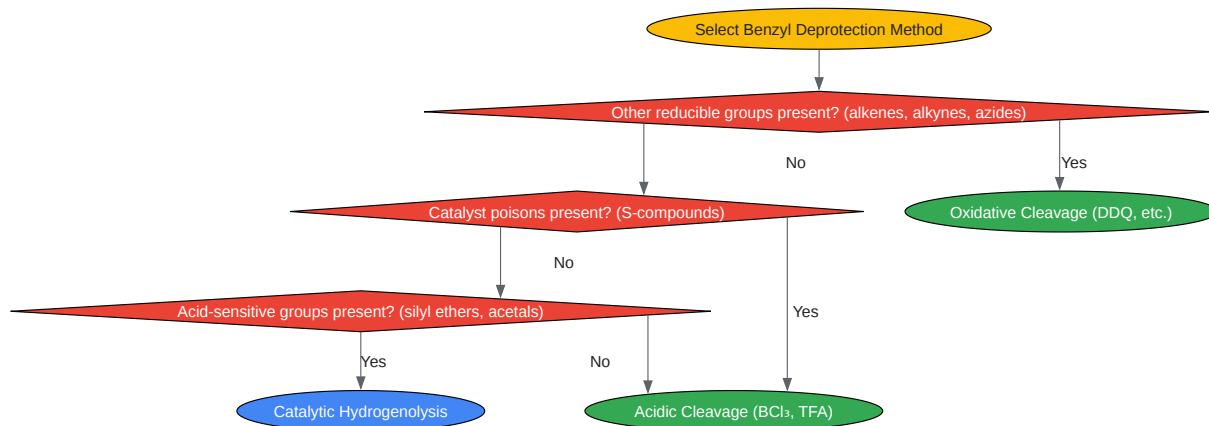 Select Benzyl Deprotection Method
Other reducible groups present? (alkenes, alkynes, azides)
No
Yes
Catalyst poisons present? (S-compounds)
Oxidative Cleavage (DDQ, etc.)
No
Acid-sensitive groups present? (silyl ethers, acetals)
Yes
Yes
No
Catalytic Hydrogenolysis
Acidic Cleavage (BCl₃, TFA)